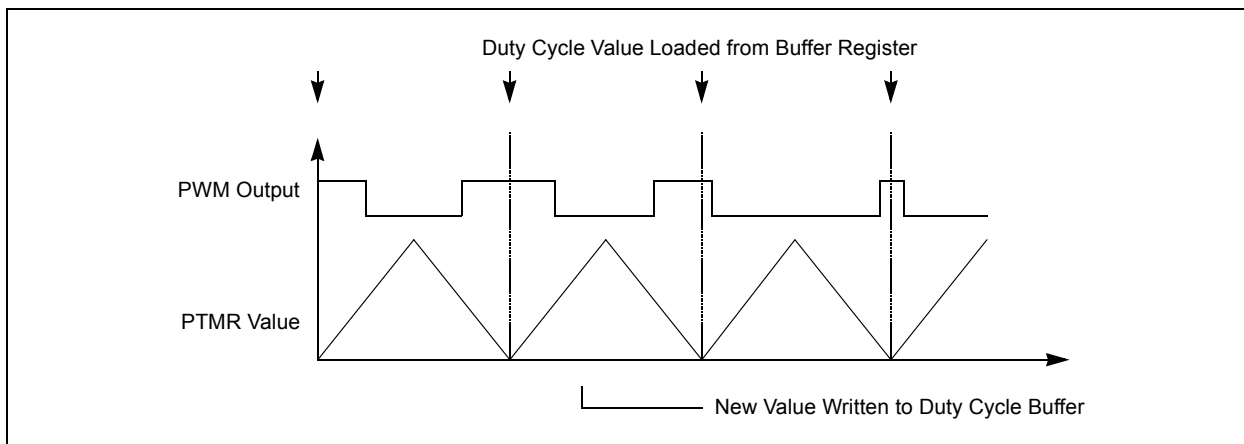 Duty Cycle Value Loaded from Buffer Register
PWM Output
PTMR Value
New Value Written to Duty Cycle Buffer